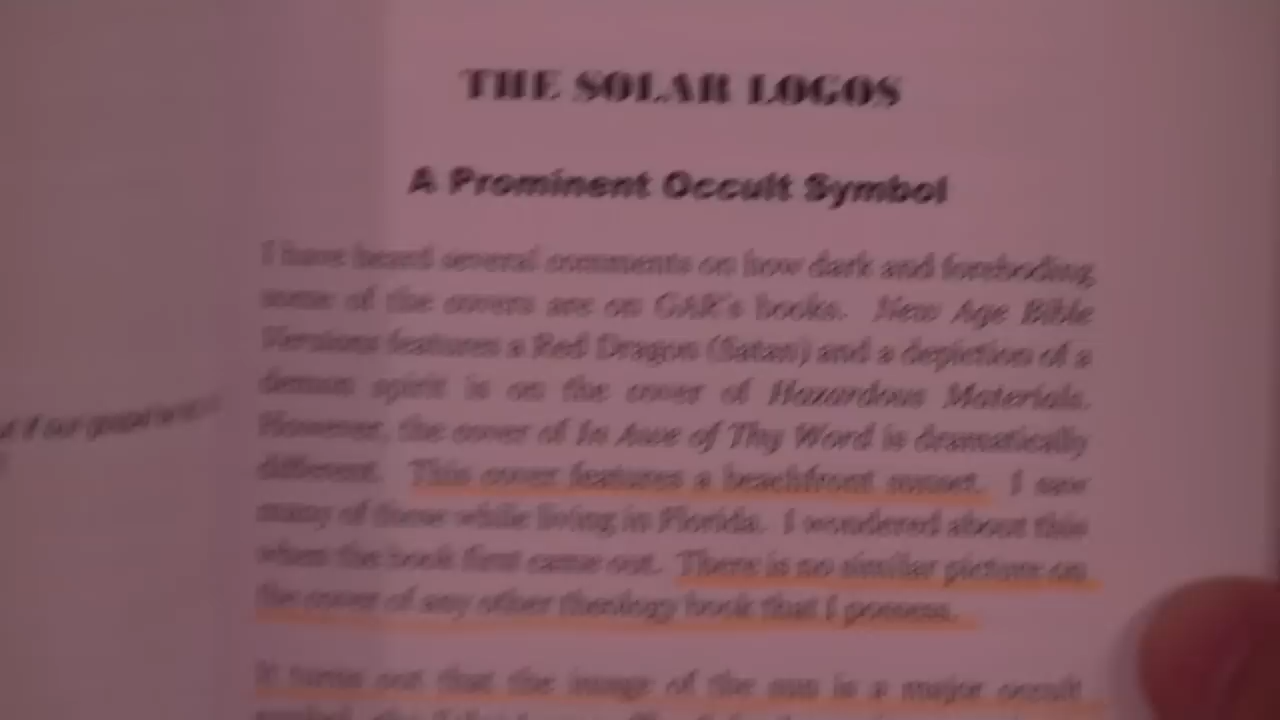 THE SOLAR LOGOS
A Prominent Occult Symbol
I have heard several comments on how dark and foreboding,
some of the covers are on GAR's books. New Age Bible
Versions features a Red Dragon (Satan) and a depiction of a
demon spirit is on the cover of Hazardous Materials.
However, the cover of In Awe of Thy Word is dramatically
different. This cover features a beachfront sunset. I saw
many of these while living in Florida. I wondered about this
when the book first came out. There is no similar picture on
the cover of any other theology book that I possess.
It turns out that the image of the sun is a major occult